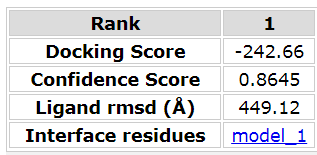 Rank 1
Docking Score -242.66
Confidence Score 0.8645
Ligand rmsd (Å) 449.12
Interface residues model_1